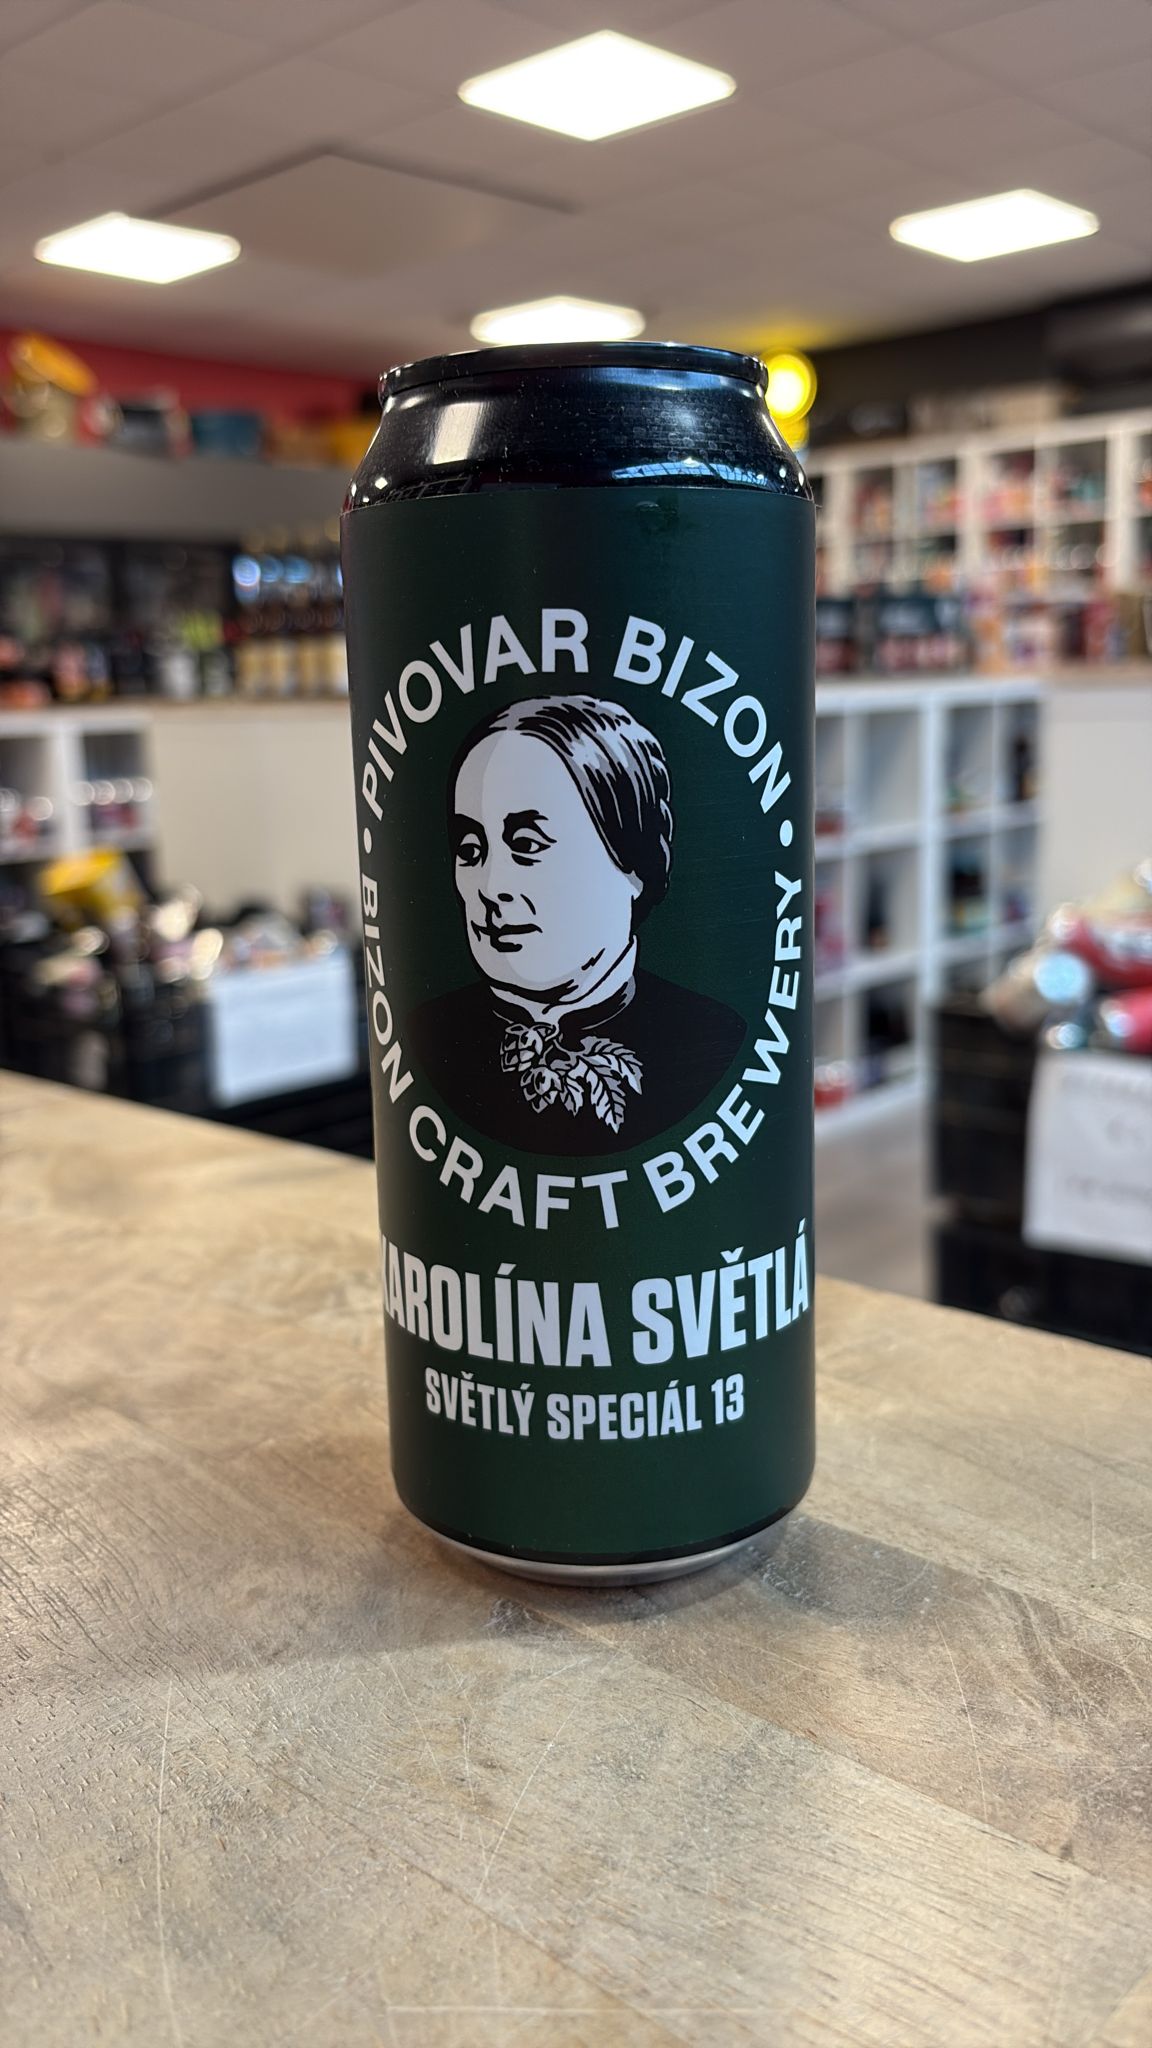 • PIVOVAR BIZON •
BIZON CRAFT BREWERY
KAROLÍNA SVĚTLÁ
SVĚTLÝ SPECIÁL 13